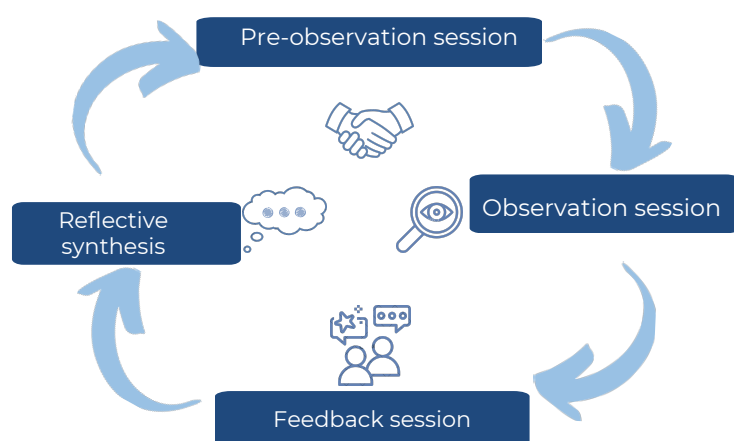 Pre-observation session
Observation session
Feedback session
Reflective
synthesis